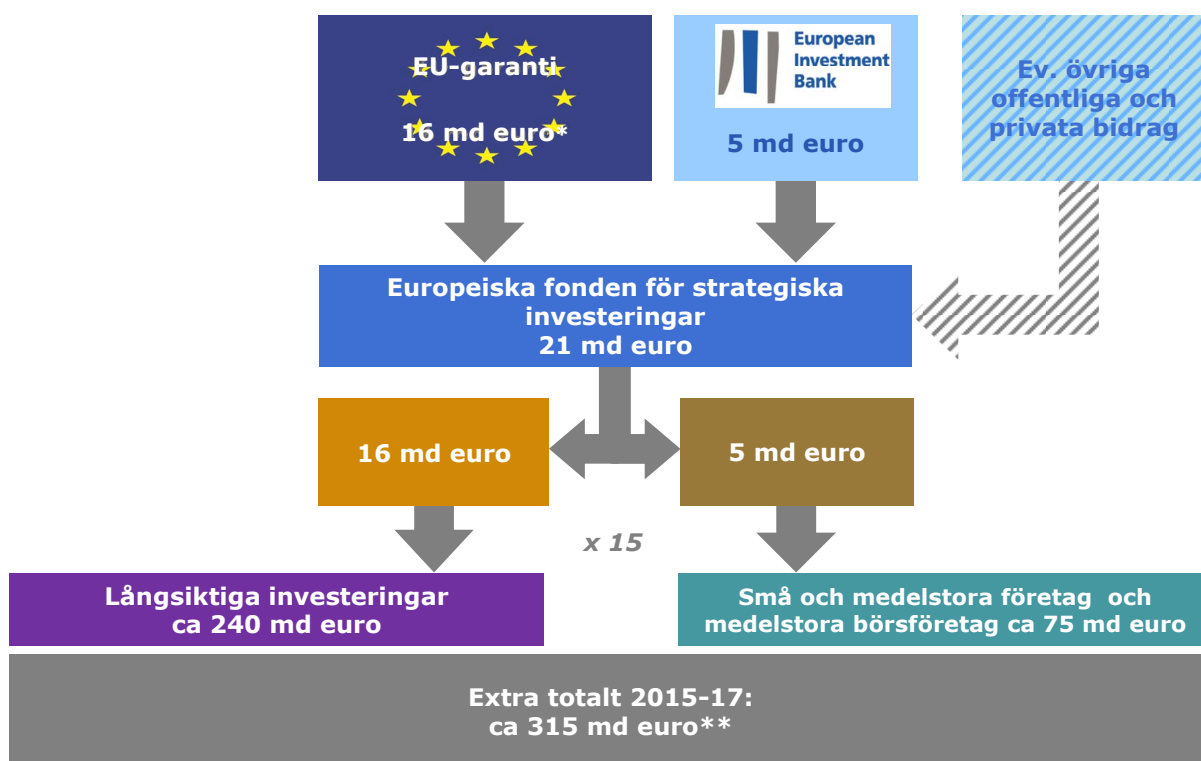 EU-garanti
16 md euro*
European
Investment
Bank
5 md euro
Ev. övriga
offentliga och
privata bidrag
Europeiska fonden för strategiska
investeringar
21 md euro
16 md euro
5 md euro
x 15
Långsiktiga investeringar
ca 240 md euro
Små och medelstora företag och
medelstora börsföretag ca 75 md euro
Extra totalt 2015-17:
ca 315 md euro**